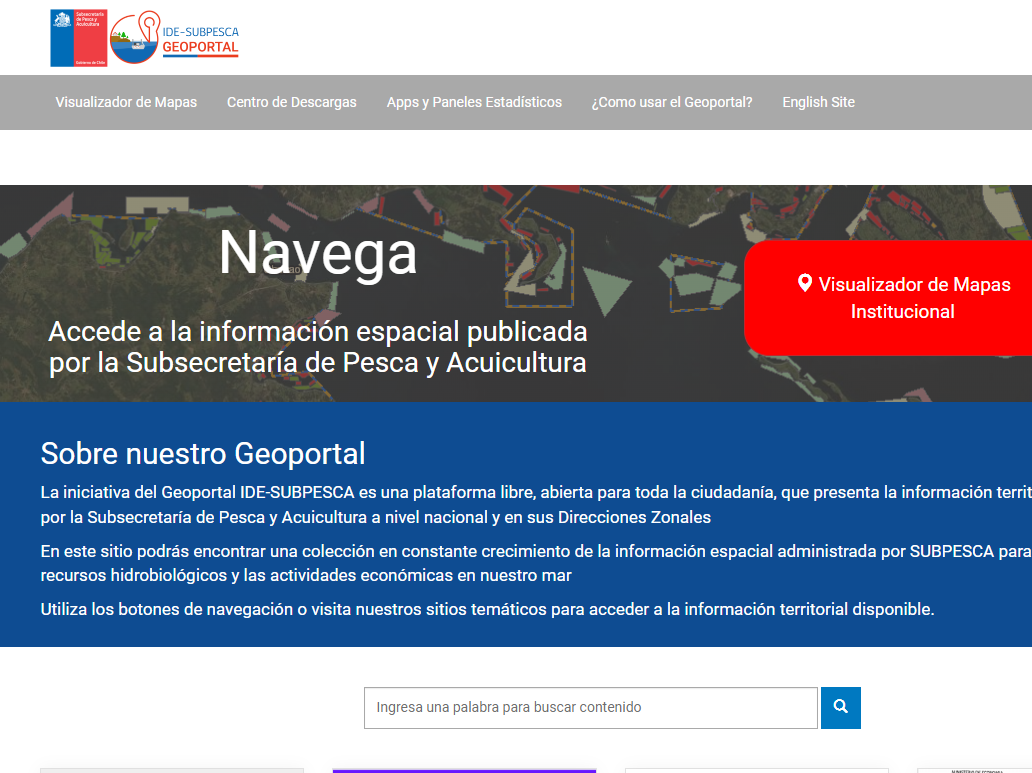 Subsecretaría
de Pesca y
Acuicultura
Gobierno de Chile
IDE-SUBPESCA
GEOPORTAL
Visualizador de Mapas
Centro de Descargas
Apps y Paneles Estadísticos
¿Como usar el Geoportal?
English Site
Navega
Accede a la información espacial publicada
por la Subsecretaría de Pesca y Acuicultura
Visualizador de Mapas
Institucional
Sobre nuestro Geoportal
La iniciativa del Geoportal IDE-SUBPESCA es una plataforma libre, abierta para toda la ciudadanía, que presenta la información territ
por la Subsecretaría de Pesca y Acuicultura a nivel nacional y en sus Direcciones Zonales
En este sitio podrás encontrar una colección en constante crecimiento de la información espacial administrada por SUBPESCA para
recursos hidrobiológicos y las actividades económicas en nuestro mar
Utiliza los botones de navegación o visita nuestros sitios temáticos para acceder a la información territorial disponible.
Ingresa una palabra para buscar contenido